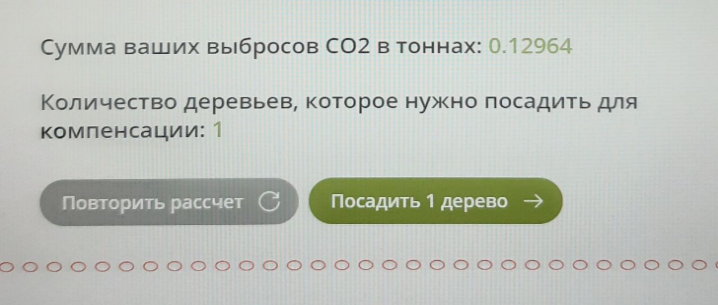 Сумма ваших выбросов СО2 в тоннах: 0.12964
Количество деревьев, которое нужно посадить для
компенсации: 1
Повторить рассчет
Посадить 1 дерево →